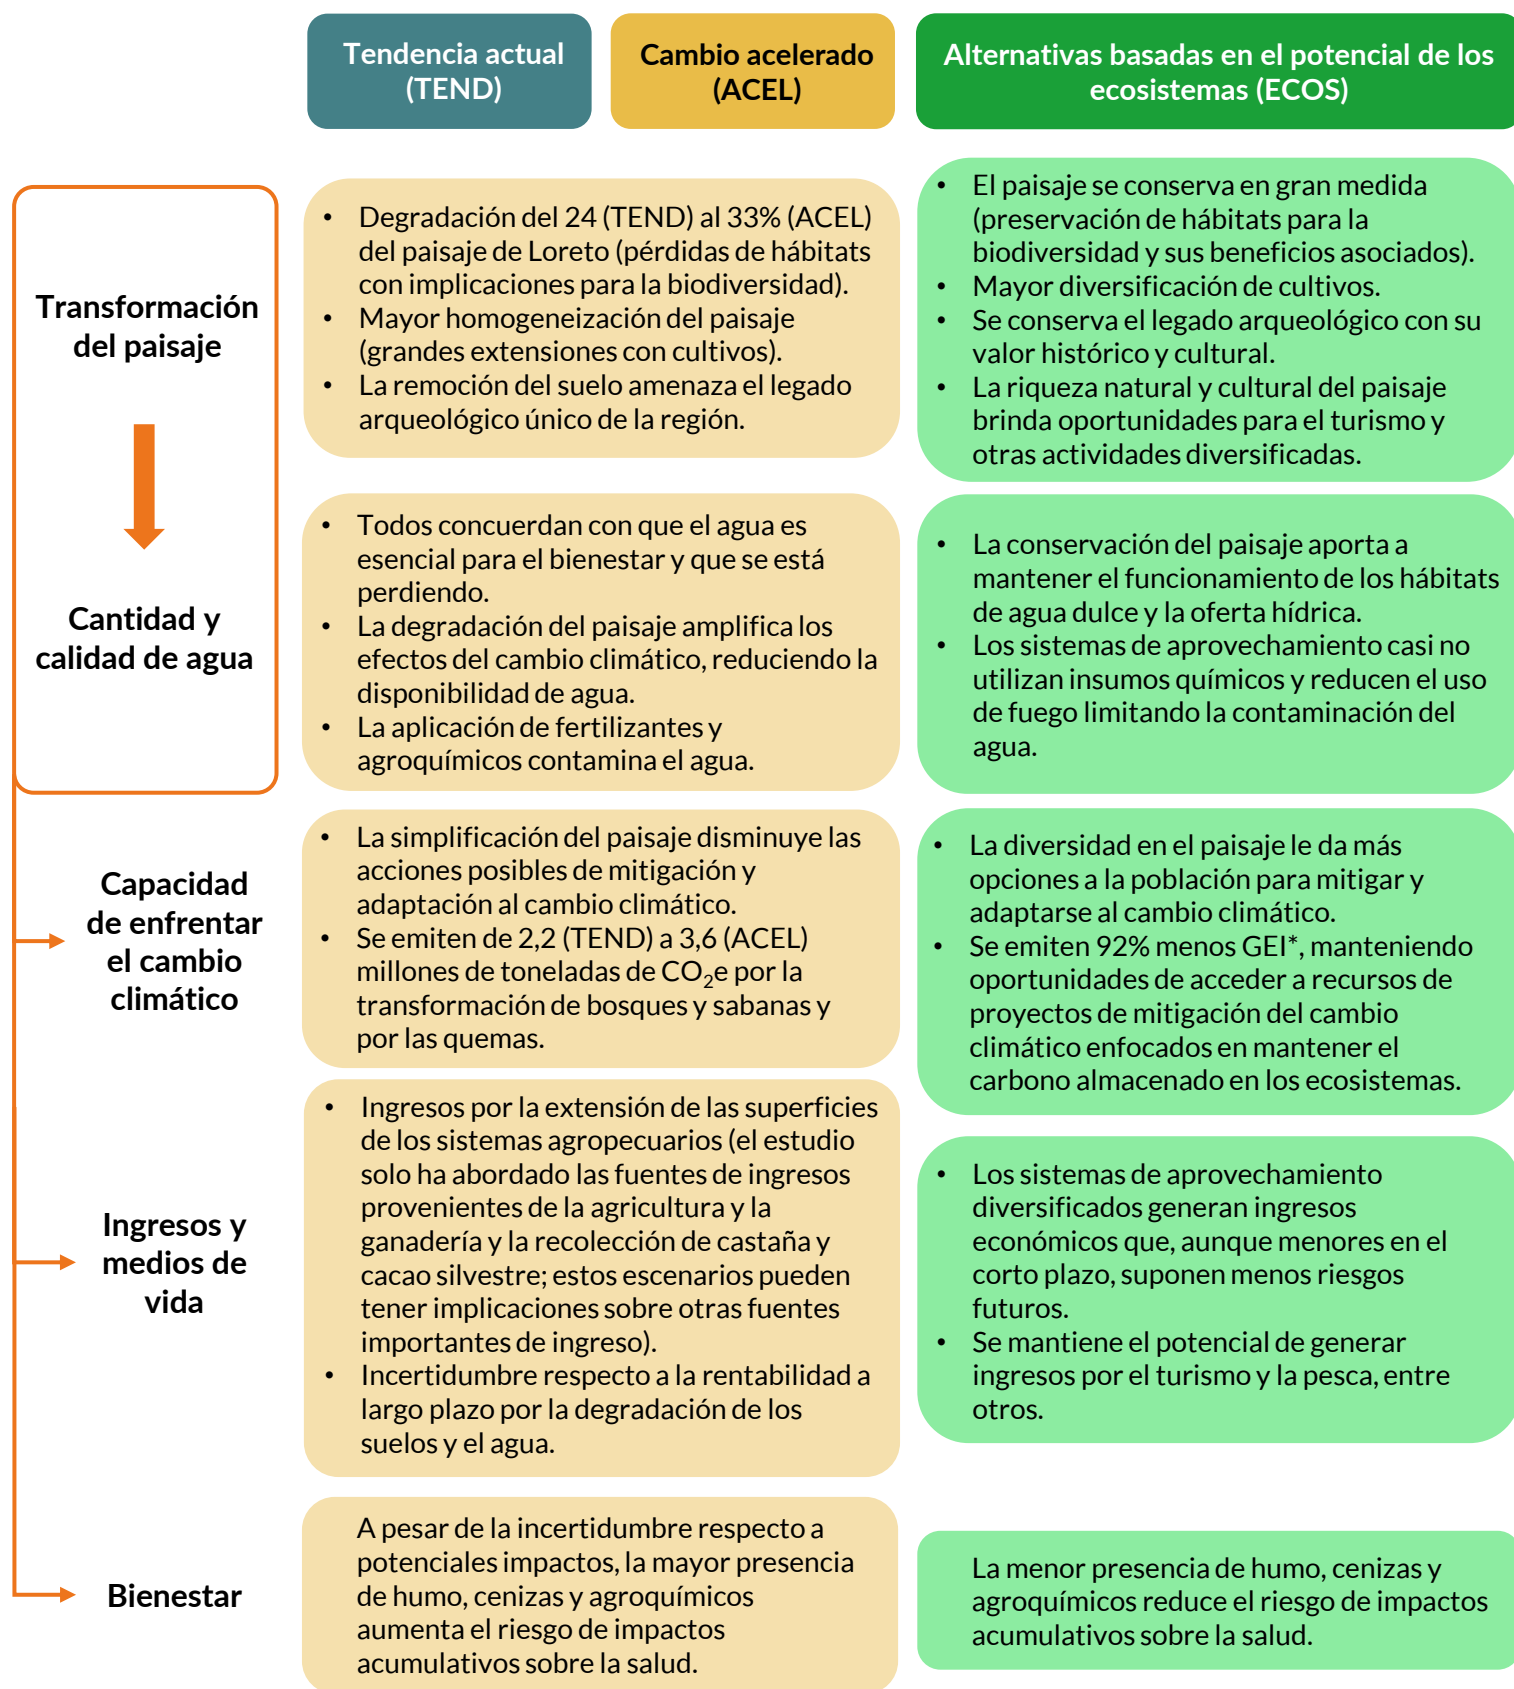 Tendencia actual
(TEND)
Cambio acelerado
(ACEL)
Alternativas basadas en el potencial de los
ecosistemas (ECOS)
Transformación
del paisaje
• Degradación del 24 (TEND) al 33% (ACEL)
del paisaje de Loreto (pérdidas de hábitats
con implicaciones para la biodiversidad).
• Mayor homogeneización del paisaje
(grandes extensiones con cultivos).
• La remoción del suelo amenaza el legado
arqueológico único de la región.
• El paisaje se conserva en gran medida
(preservación de hábitats para la
biodiversidad y sus beneficios asociados).
• Mayor diversificación de cultivos.
• Se conserva el legado arqueológico con su
valor histórico y cultural.
• La riqueza natural y cultural del paisaje
brinda oportunidades para el turismo y
otras actividades diversificadas.
Cantidad y
calidad de agua
• Todos concuerdan con que el agua es
esencial para el bienestar y que se está
perdiendo.
• La degradación del paisaje amplifica los
efectos del cambio climático, reduciendo la
disponibilidad de agua.
• La aplicación de fertilizantes y
agroquímicos contamina el agua.
• La conservación del paisaje aporta a
mantener el funcionamiento de los hábitats
de agua dulce y la oferta hídrica.
• Los sistemas de aprovechamiento casi no
utilizan insumos químicos y reducen el uso
de fuego limitando la contaminación del
agua.
Capacidad
de enfrentar
el cambio
climático
• La simplificación del paisaje disminuye las
acciones posibles de mitigación y
adaptación al cambio climático.
• Se emiten de 2,2 (TEND) a 3,6 (ACEL)
millones de toneladas de CO₂e por la
transformación de bosques y sabanas y
por las quemas.
• La diversidad en el paisaje le da más
opciones a la población para mitigar y
adaptarse al cambio climático.
• Se emiten 92% menos GEI*, manteniendo
oportunidades de acceder a recursos de
proyectos de mitigación del cambio
climático enfocados en mantener el
carbono almacenado en los ecosistemas.
Ingresos y
medios de
vida
• Ingresos por la extensión de las superficies
de los sistemas agropecuarios (el estudio
solo ha abordado las fuentes de ingresos
provenientes de la agricultura y la
ganadería y la recolección de castaña y
cacao silvestre; estos escenarios pueden
tener implicaciones sobre otras fuentes
importantes de ingreso).
• Incertidumbre respecto a la rentabilidad a
largo plazo por la degradación de los
suelos y el agua.
• Los sistemas de aprovechamiento
diversificados generan ingresos
económicos que, aunque menores en el
corto plazo, suponen menos riesgos
futuros.
• Se mantiene el potencial de generar
ingresos por el turismo y la pesca, entre
otros.
Bienestar
A pesar de la incertidumbre respecto a
potenciales impactos, la mayor presencia
de humo, cenizas y agroquímicos
aumenta el riesgo de impactos
acumulativos sobre la salud.
La menor presencia de humo, cenizas y
agroquímicos reduce el riesgo de impactos
acumulativos sobre la salud.